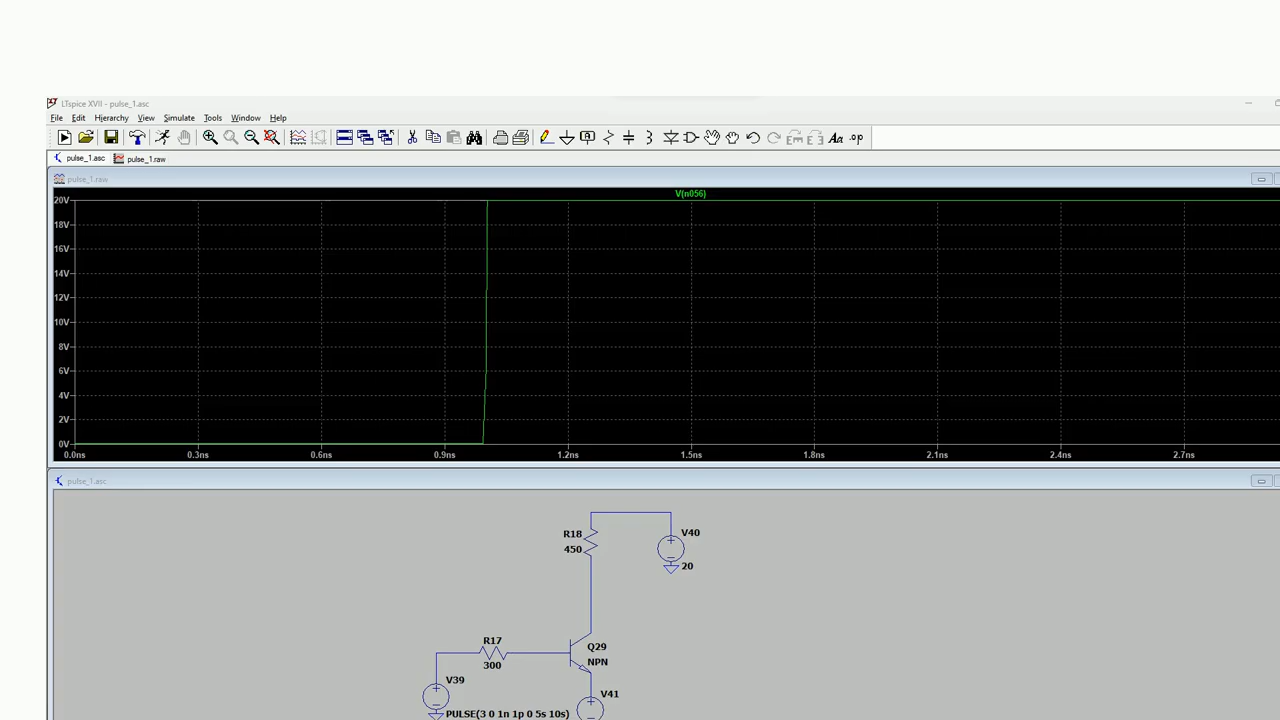 LTspice XVII - pulse_1.asc
File Edit Hierarchy View Simulate Tools Window Help
pulse_1.asc pulse_1.raw
pulse_1.raw
V(n056)
20V
18V
16V
14V
12V
10V
8V
6V
4V
2V
0V
0.0ns 0.3ns 0.6ns 0.9ns 1.2ns 1.5ns 1.8ns 2.1ns 2.4ns 2.7ns
pulse_1.asc
R18
450
V40
20
R17
300
Q29
NPN
V39
V41
PULSE(3 0 1n 1p 0 5s 10s)